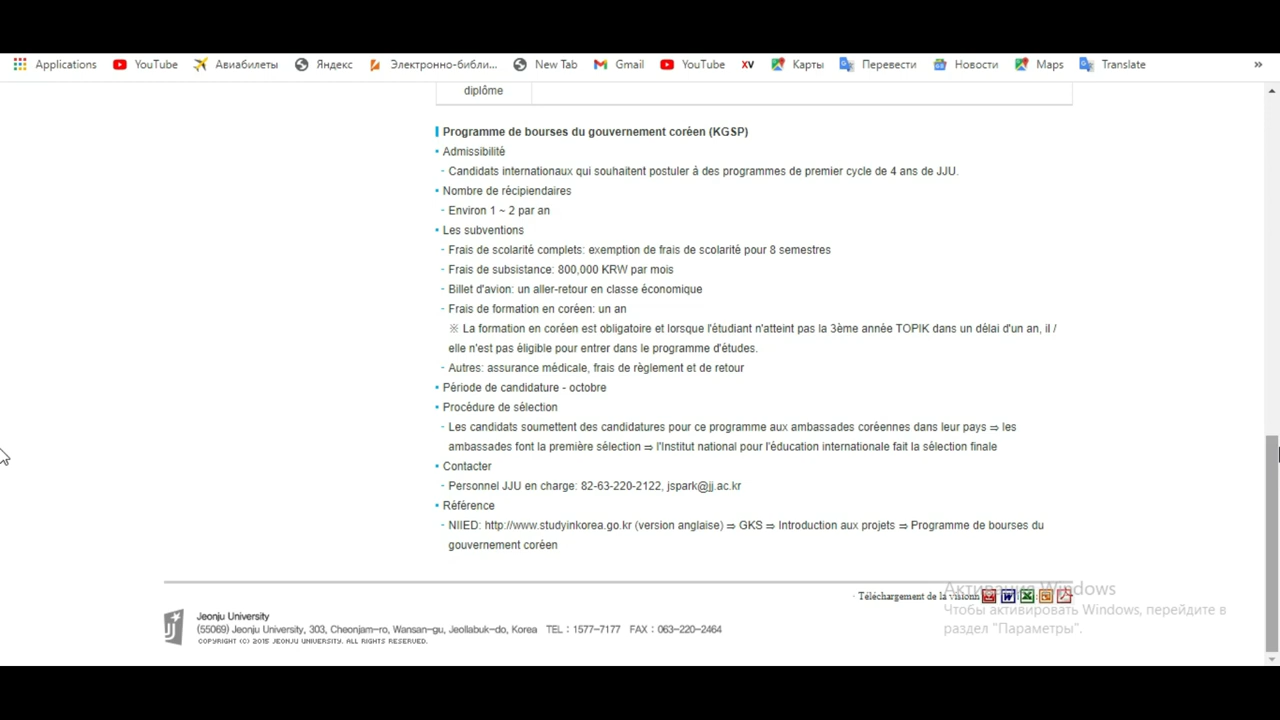 Applications YouTube Авиабилеты Яндекс Электронно-библи... New Tab Gmail YouTube XV Карты Перевести Новости Maps Translate »
diplôme
Programme de bourses du gouvernement coréen (KGSP)
• Admissibilité
- Candidats internationaux qui souhaitent postuler à des programmes de premier cycle de 4 ans de JJU.
• Nombre de récipiendaires
- Environ 1 ~ 2 par an
• Les subventions
- Frais de scolarité complets: exemption de frais de scolarité pour 8 semestres
- Frais de subsistance: 800,000 KRW par mois
- Billet d'avion: un aller-retour en classe économique
- Frais de formation en coréen: un an
※ La formation en coréen est obligatoire et lorsque l'étudiant n'atteint pas la 3ème année TOPIK dans un délai d'un an, il /
elle n'est pas éligible pour entrer dans le programme d'études.
- Autres: assurance médicale, frais de règlement et de retour
• Période de candidature - octobre
• Procédure de sélection
- Les candidats soumettent des candidatures pour ce programme aux ambassades coréennes dans leur pays ⇒ les
ambassades font la première sélection ⇒ l'Institut national pour l'éducation internationale fait la sélection finale
• Contacter
- Personnel JJU en charge: 82-63-220-2122, jspark@jj.ac.kr
• Référence
- NIIED: http://www.studyinkorea.go.kr (version anglaise) ⇒ GKS ⇒ Introduction aux projets ⇒ Programme de bourses du
gouvernement coréen
· Téléchargement de la visionn
Активация Windows
Чтобы активировать Windows, перейдите в
раздел "Параметры".
Jeonju University
(55069) Jeonju University, 303, Cheonjam-ro, Wansan-gu, Jeollabuk-do, Korea TEL : 1577-7177 FAX : 063-220-2464
COPYRIGHT (C) 2015 JEONJU UNIVERSITY. ALL RIGHTS RESERVED.